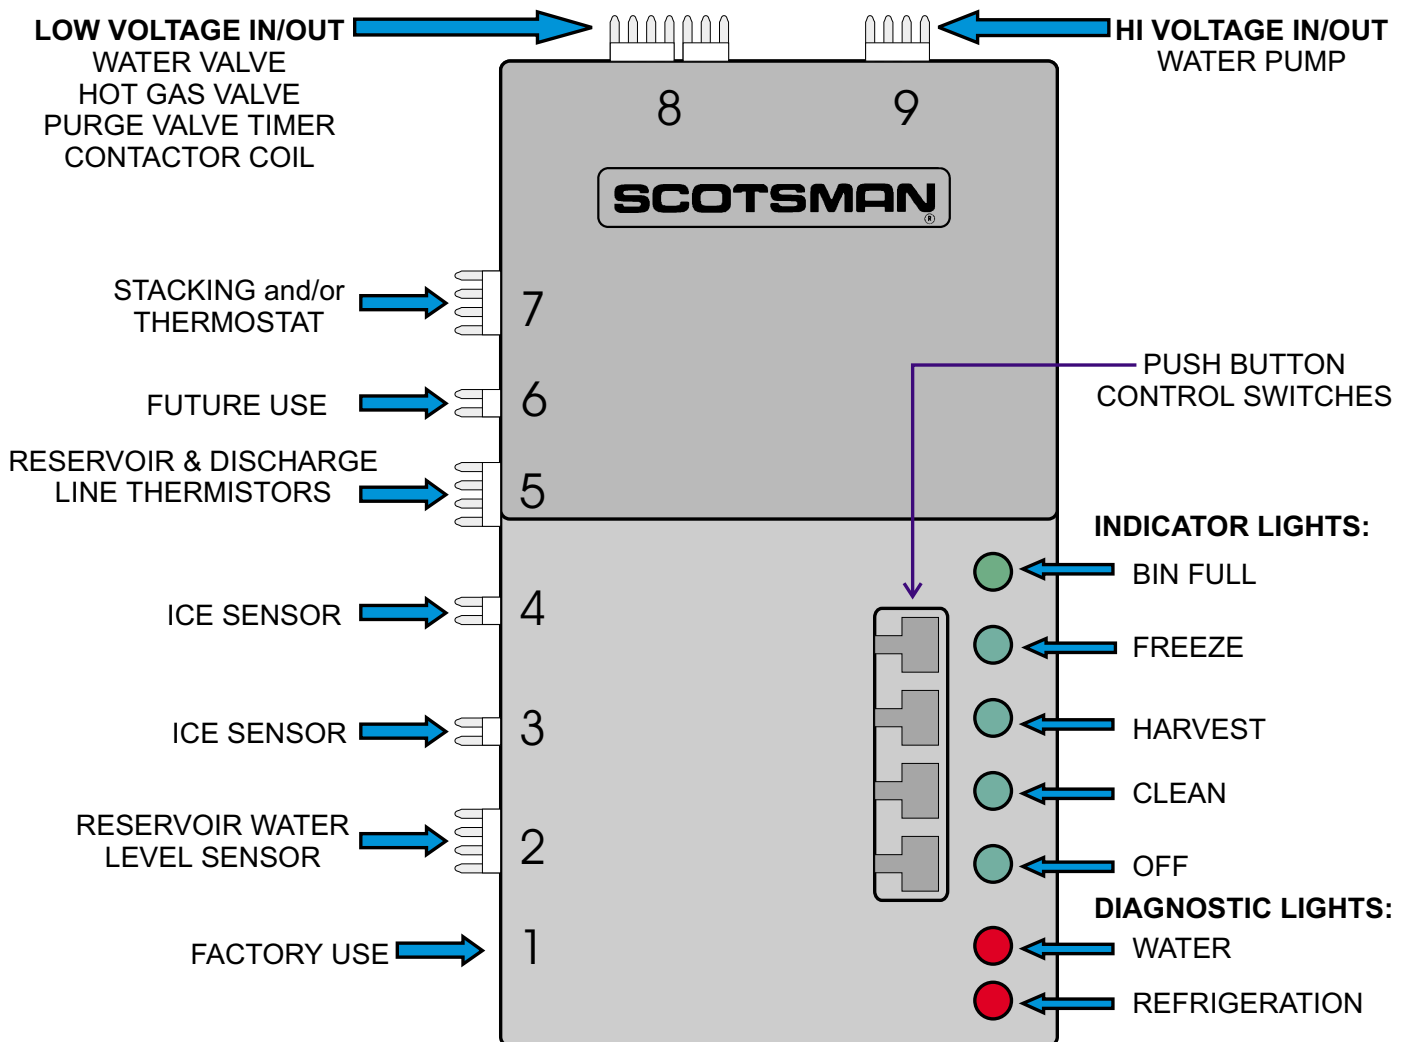 LOW VOLTAGE IN/OUT
WATER VALVE
HOT GAS VALVE
PURGE VALVE TIMER
CONTACTOR COIL
HI VOLTAGE IN/OUT
WATER PUMP
8
9
SCOTSMAN
®
STACKING and/or
THERMOSTAT
7
FUTURE USE
6
RESERVOIR & DISCHARGE
LINE THERMISTORS
5
ICE SENSOR
4
ICE SENSOR
3
RESERVOIR WATER
LEVEL SENSOR
2
FACTORY USE
1
PUSH BUTTON
CONTROL SWITCHES
INDICATOR LIGHTS:
BIN FULL
FREEZE
HARVEST
CLEAN
OFF
DIAGNOSTIC LIGHTS:
WATER
REFRIGERATION